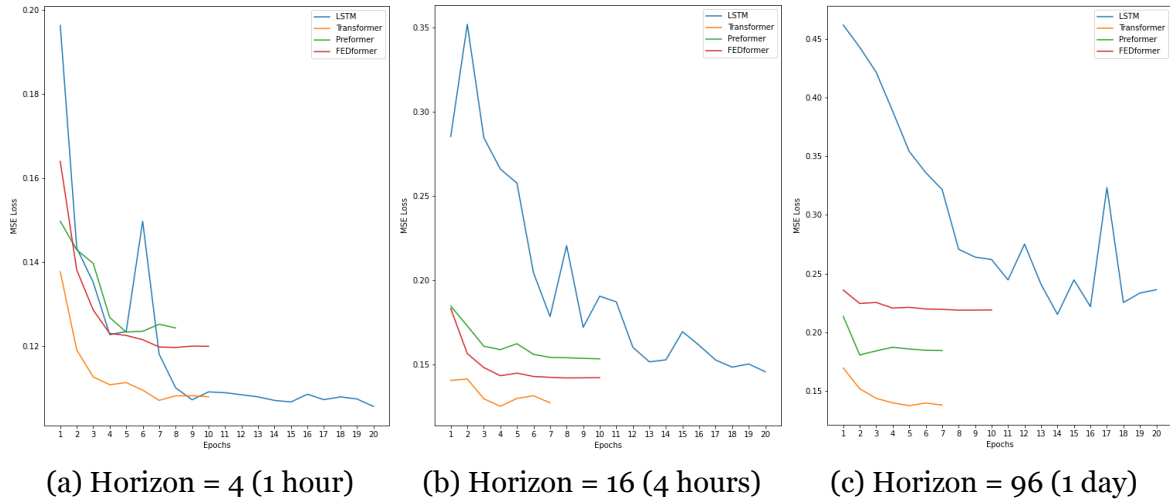 0.20
0.18
0.16
0.14
0.12
MSE Loss
LSTM
Transformer
Preformer
FEDformer
1 2 3 4 5 6 7 8 9 10 11 12 13 14 15 16 17 18 19 20
Epochs
(a) Horizon = 4 (1 hour)
0.35
0.30
0.25
0.20
0.15
MSE Loss
LSTM
Transformer
Preformer
FEDformer
1 2 3 4 5 6 7 8 9 10 11 12 13 14 15 16 17 18 19 20
Epochs
(b) Horizon = 16 (4 hours)
0.45
0.40
0.35
0.30
0.25
0.20
0.15
MSE Loss
LSTM
Transformer
Preformer
FEDformer
1 2 3 4 5 6 7 8 9 10 11 12 13 14 15 16 17 18 19 20
Epochs
(c) Horizon = 96 (1 day)